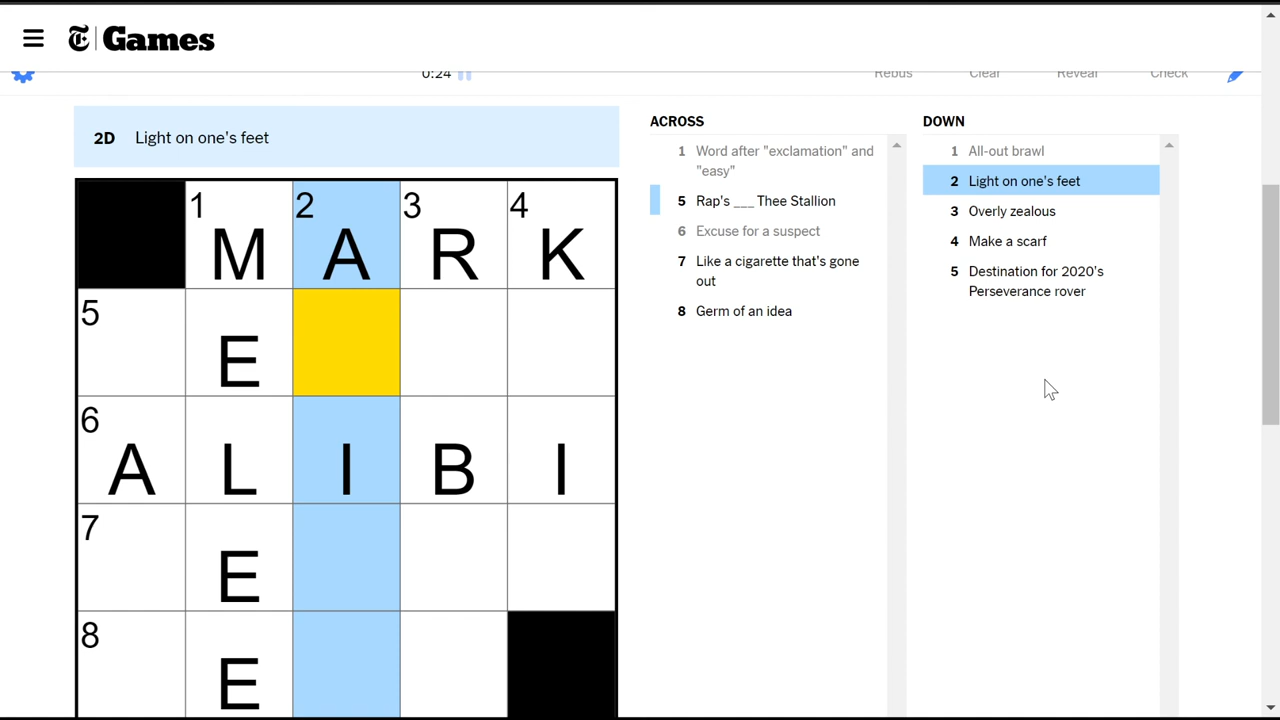 T Games
0:24
Rebus Clear Reveal Check
2D Light on one's feet
ACROSS
1 Word after "exclamation" and
"easy"
5 Rap's ___ Thee Stallion
6 Excuse for a suspect
7 Like a cigarette that's gone
out
8 Germ of an idea
DOWN
1 All-out brawl
2 Light on one's feet
3 Overly zealous
4 Make a scarf
5 Destination for 2020's
Perseverance rover
1 2 3 4
M A R K
5
E
6
A L I B I
7
E
8
E